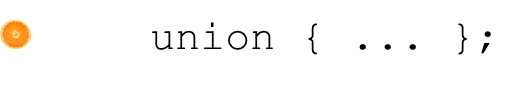 union { ... };